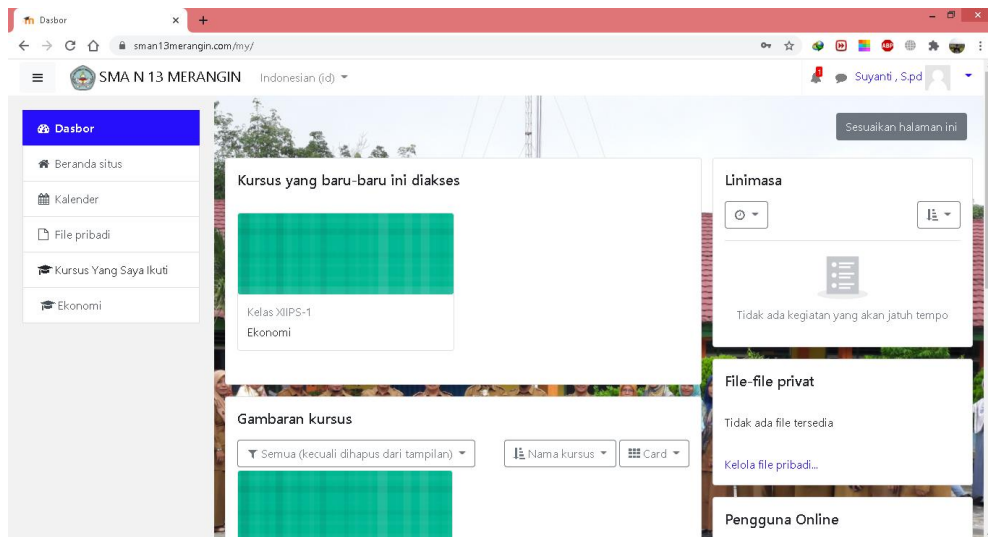 Dasbor
sman13merangin.com/my/
SMA N 13 MERANGIN
Indonesian (id)
1
Suyanti , S.pd
Dasbor
Beranda situs
Kalender
File pribadi
Kursus Yang Saya Ikuti
Ekonomi
Sesuaikan halaman ini
Kursus yang baru-baru ini diakses
Kelas XIIPS-1
Ekonomi
Gambaran kursus
Semua (kecuali dihapus dari tampilan)
Nama kursus
Card
Linimasa
Tidak ada kegiatan yang akan jatuh tempo
File-file privat
Tidak ada file tersedia
Kelola file pribadi...
Pengguna Online